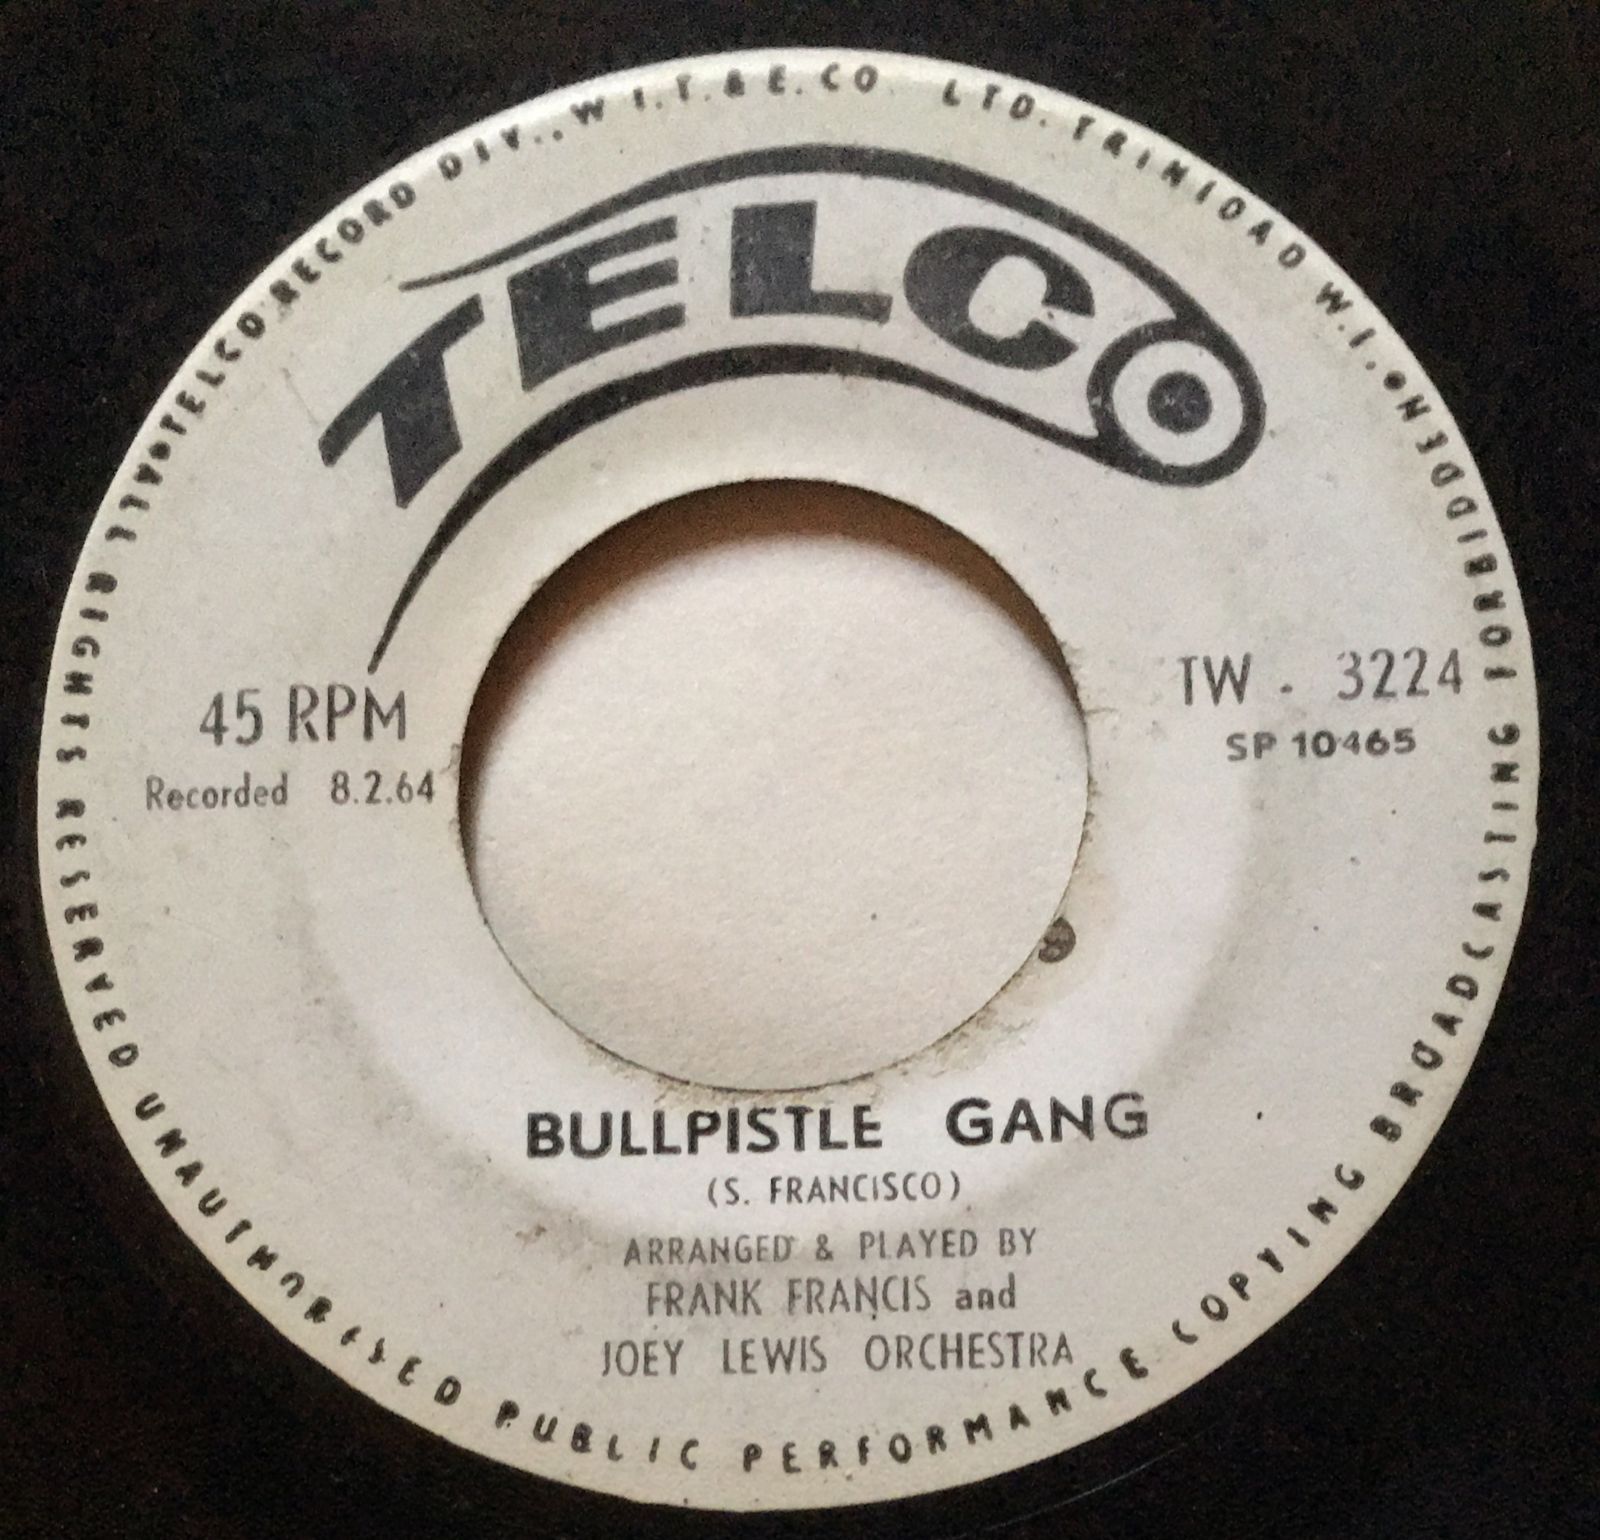 TELCO RECORD DIV., W.I.T. & E. CO. LTD. TRINIDAD W.I.
ALL RIGHTS RESERVED UNAUTHORISED PUBLIC PERFORMANCE COPYING BROADCASTING FORBIDDEN
TELCO
45 RPM
Recorded 8.2.64
TW . 3224
SP 10465
BULLPISTLE GANG
(S. FRANCISCO)
ARRANGED & PLAYED BY
FRANK FRANCIS and
JOEY LEWIS ORCHESTRA